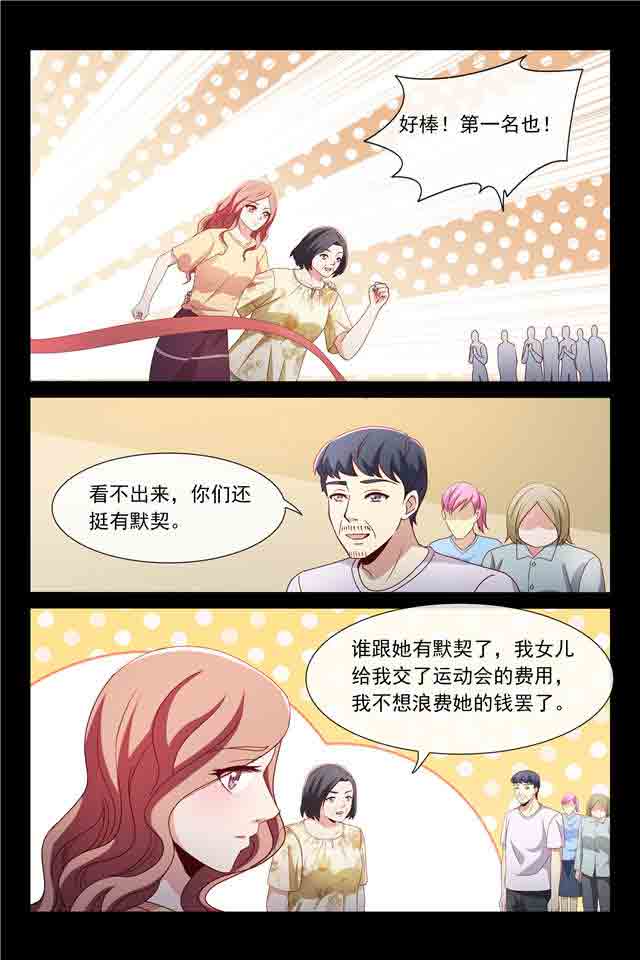 好棒！第一名也！
看不出来，你们还
挺有默契。
谁跟她有默契了，我女儿
给我交了运动会的费用，
我不想浪费她的钱罢了。